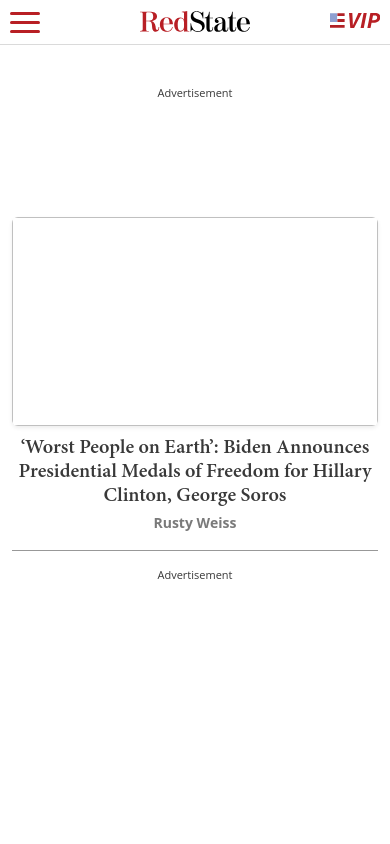 RedState
VIP
Advertisement
‘Worst People on Earth’: Biden Announces
Presidential Medals of Freedom for Hillary
Clinton, George Soros
Rusty Weiss
Advertisement